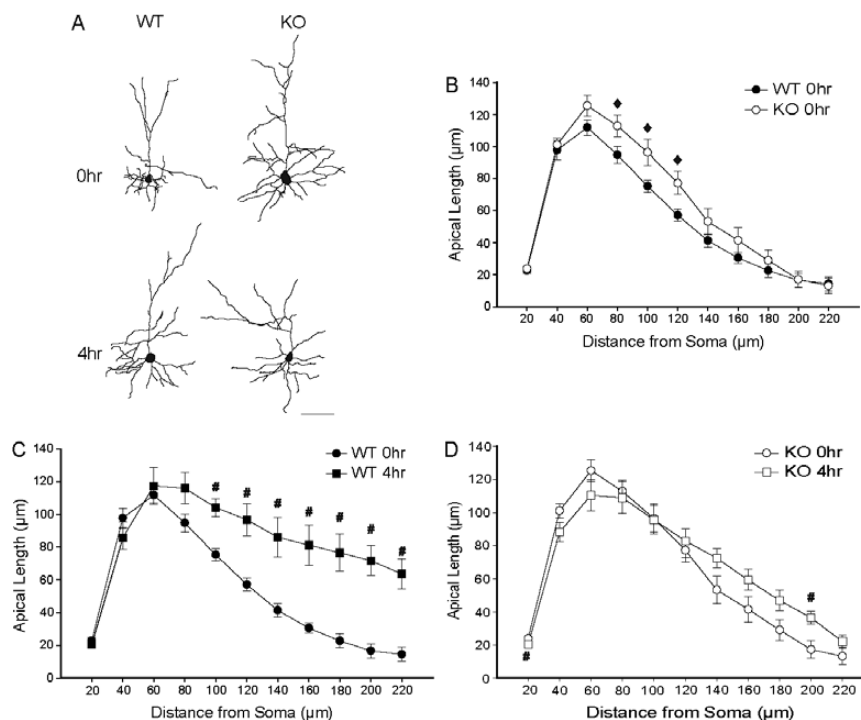 A
WT
KO
0hr
4hr
B
WT 0hr
KO 0hr
Apical Length (µm)
140
120
100
80
60
40
20
0
20 40 60 80 100 120 140 160 180 200 220
Distance from Soma (µm)
C
WT 0hr
WT 4hr
Apical Length (µm)
140
120
100
80
60
40
20
0
# # # # # # #
20 40 60 80 100 120 140 160 180 200 220
Distance from Soma (µm)
D
KO 0hr
KO 4hr
Apical Length (µm)
140
120
100
80
60
40
20
0
# #
20 40 60 80 100 120 140 160 180 200 220
Distance from Soma (µm)